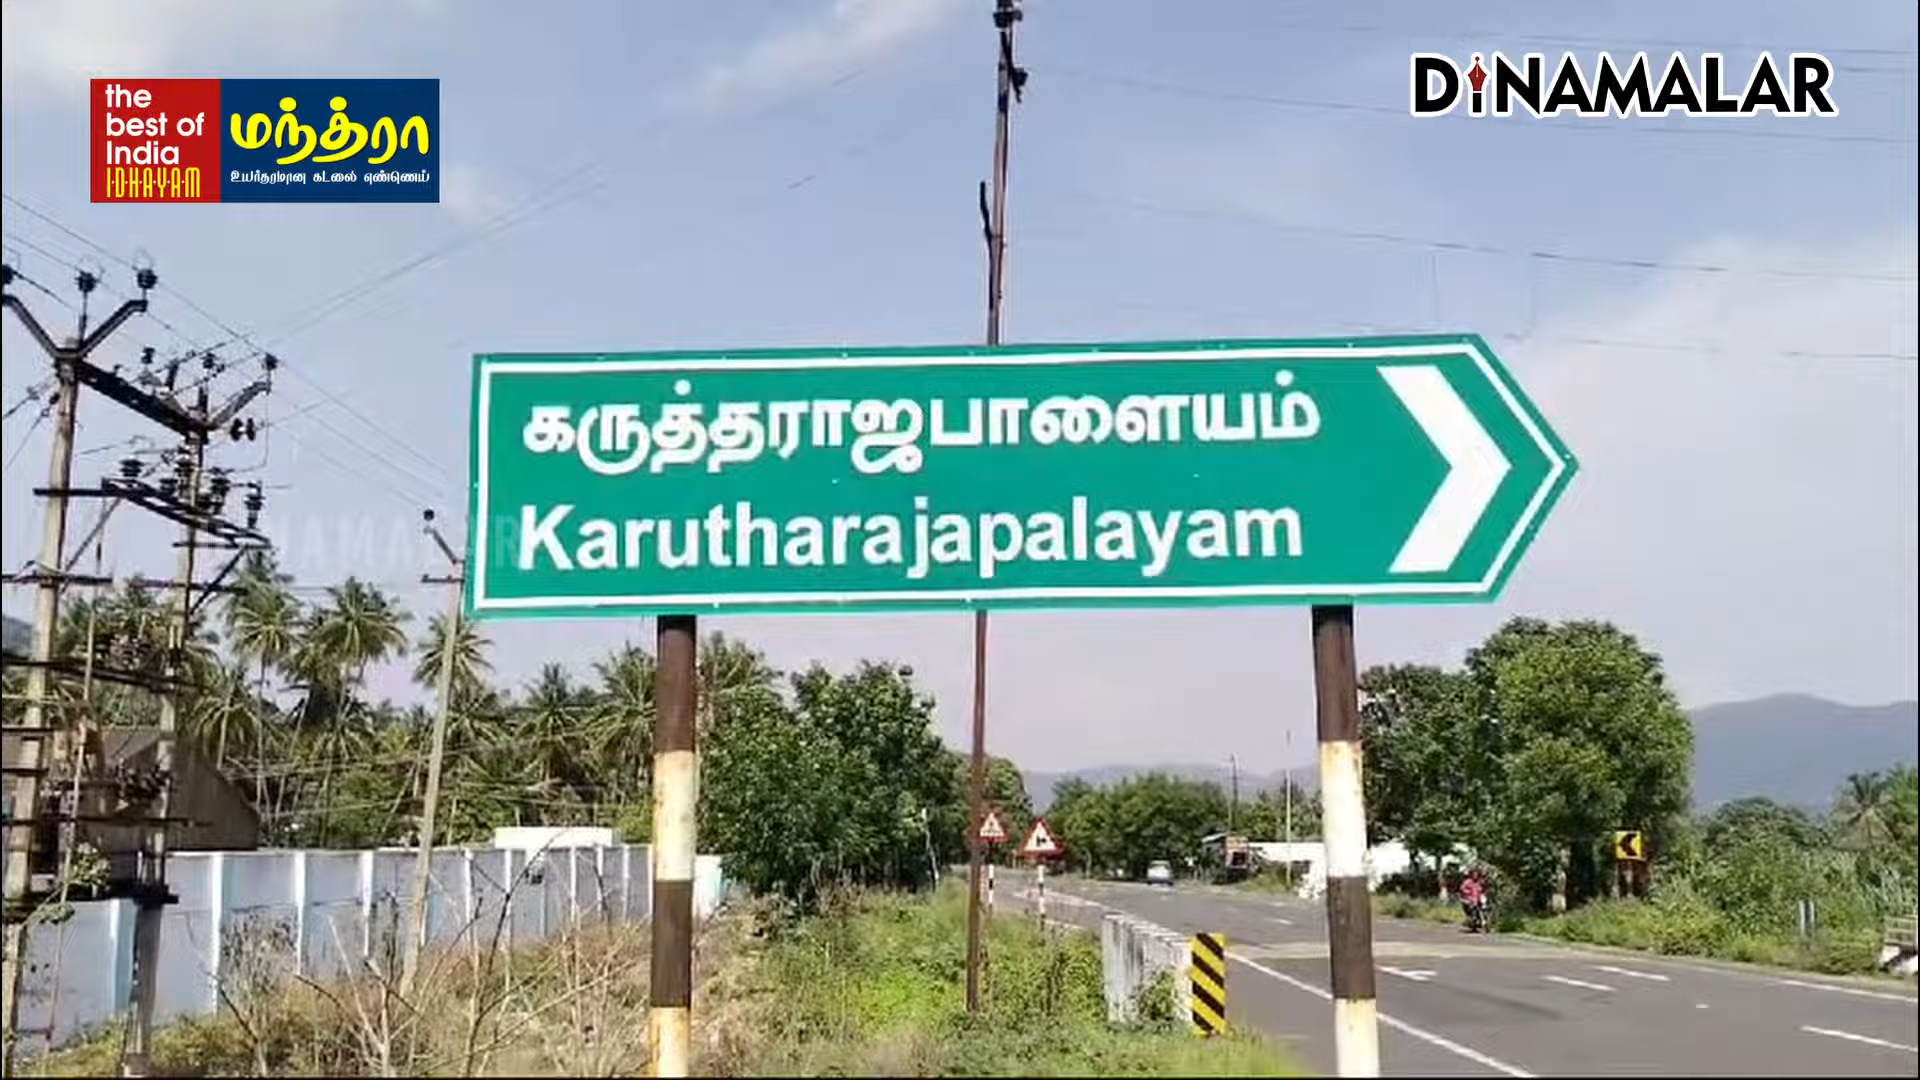 the
best of
India
IDHAYAM
மந்த்ரா
உயர்தரமான கடலை எண்ணெய்
DiNAMALAR
கருத்தராஜபாளையம்
Karutharajapalayam